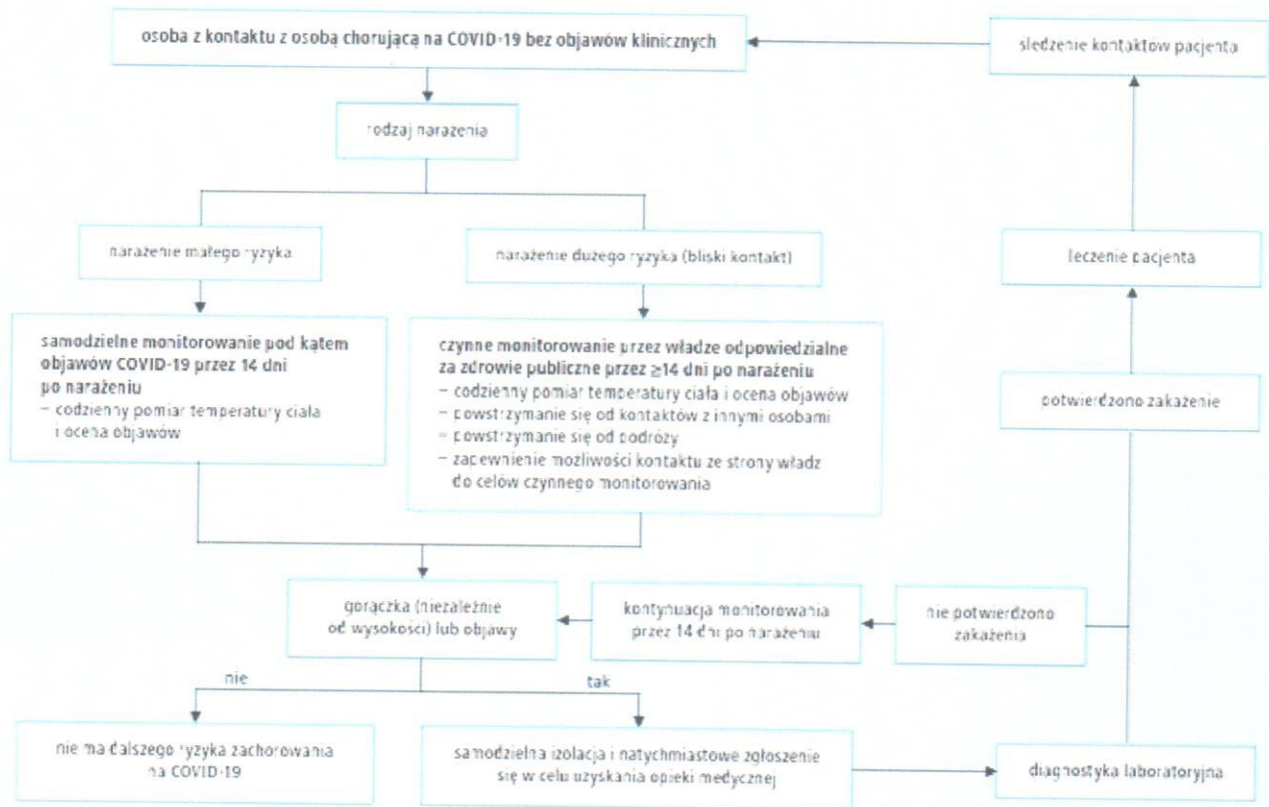 osoba z kontaktu z osobą chorującą na COVID-19 bez objawów klinicznych
śledzenie kontaktów pacjenta
rodzaj narażenia
narażenie małego ryzyka
narażenie dużego ryzyka (bliski kontakt)
leczenie pacjenta
samodzielne monitorowanie pod kątem
objawów COVID-19 przez 14 dni
po narażeniu
– codzienny pomiar temperatury ciała
i ocena objawów
czynne monitorowanie przez władze odpowiedzialne
za zdrowie publiczne przez ≥14 dni po narażeniu
– codzienny pomiar temperatury ciała i ocena objawów
– powstrzymanie się od kontaktów z innymi osobami
– powstrzymanie się od podróży
– zapewnienie możliwości kontaktu ze strony władz
do celów czynnego monitorowania
potwierdzono zakażenie
gorączka (niezależnie
od wysokości) lub objawy
kontynuacja monitorowania
przez 14 dni po narażeniu
nie potwierdzono
zakażenia
nie
tak
nie ma dalszego ryzyka zachorowania
na COVID-19
samodzielna izolacja i natychmiastowe zgłoszenie
się w celu uzyskania opieki medycznej
diagnostyka laboratoryjna